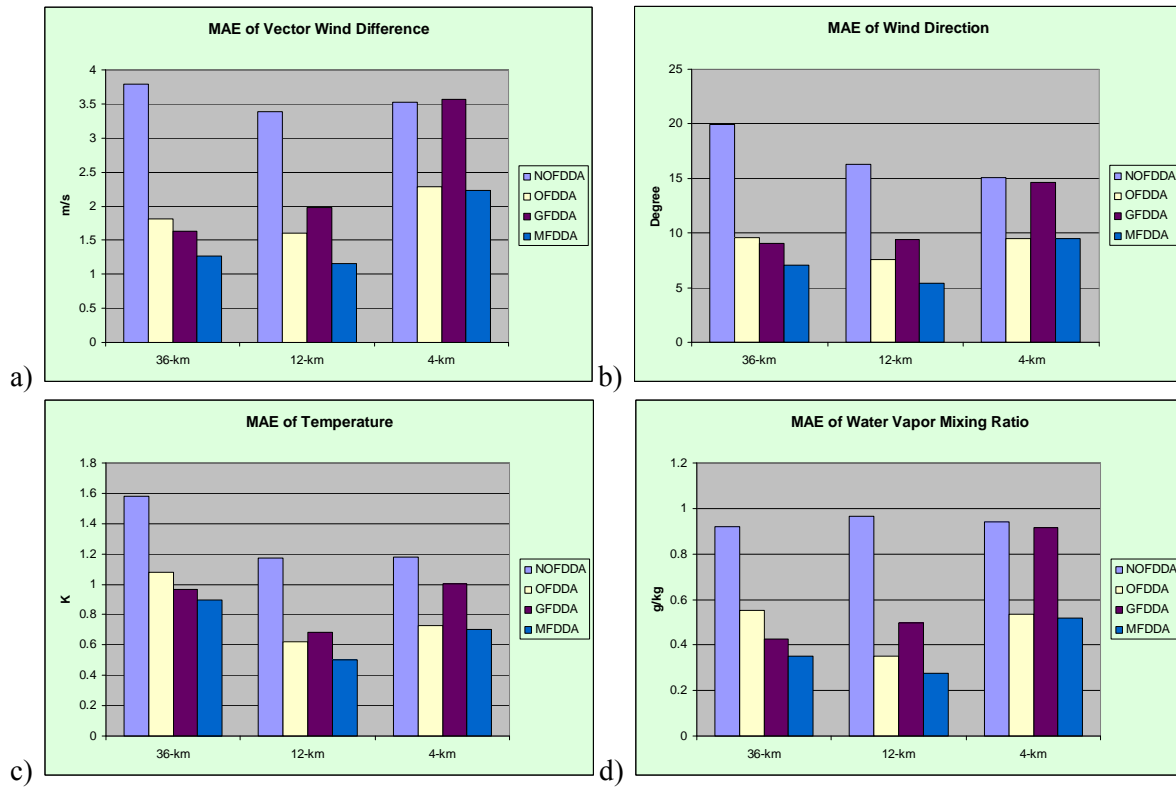 MAE of Vector Wind Difference
4
3.5
3
2.5
2
1.5
1
0.5
0
m/s
36-km 12-km 4-km
NOFDDA
OFDDA
GFDDA
MFDDA
a)
MAE of Wind Direction
25
20
15
10
5
0
Degree
36-km 12-km 4-km
NOFDDA
OFDDA
GFDDA
MFDDA
b)
MAE of Temperature
1.8
1.6
1.4
1.2
1
0.8
0.6
0.4
0.2
0
K
36-km 12-km 4-km
NOFDDA
OFDDA
GFDDA
MFDDA
c)
MAE of Water Vapor Mixing Ratio
1.2
1
0.8
0.6
0.4
0.2
0
g/kg
36-km 12-km 4-km
NOFDDA
OFDDA
GFDDA
MFDDA
d)